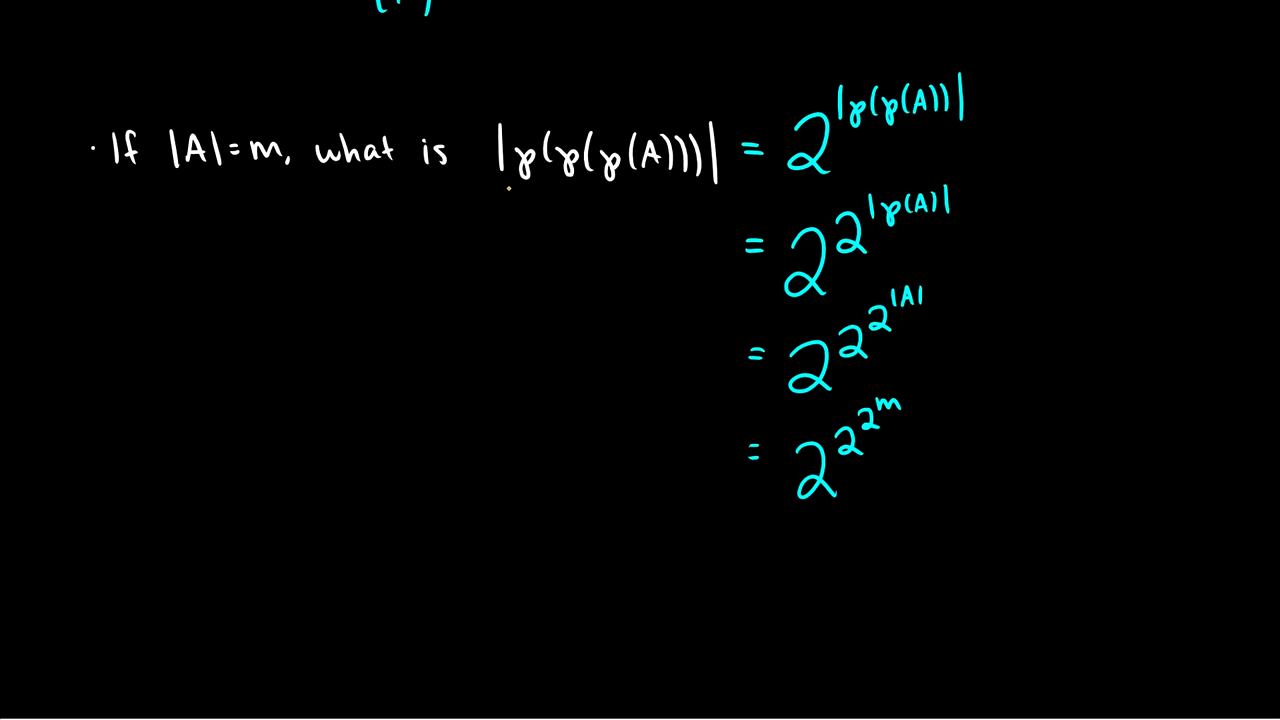 · If |A| = m, what is |℘(℘(℘(A)))| = 2^{|℘(℘(A))|}
= 2^{2^{|℘(A)|}}
= 2^{2^{2^{|A|}}}
= 2^{2^{2^m}}